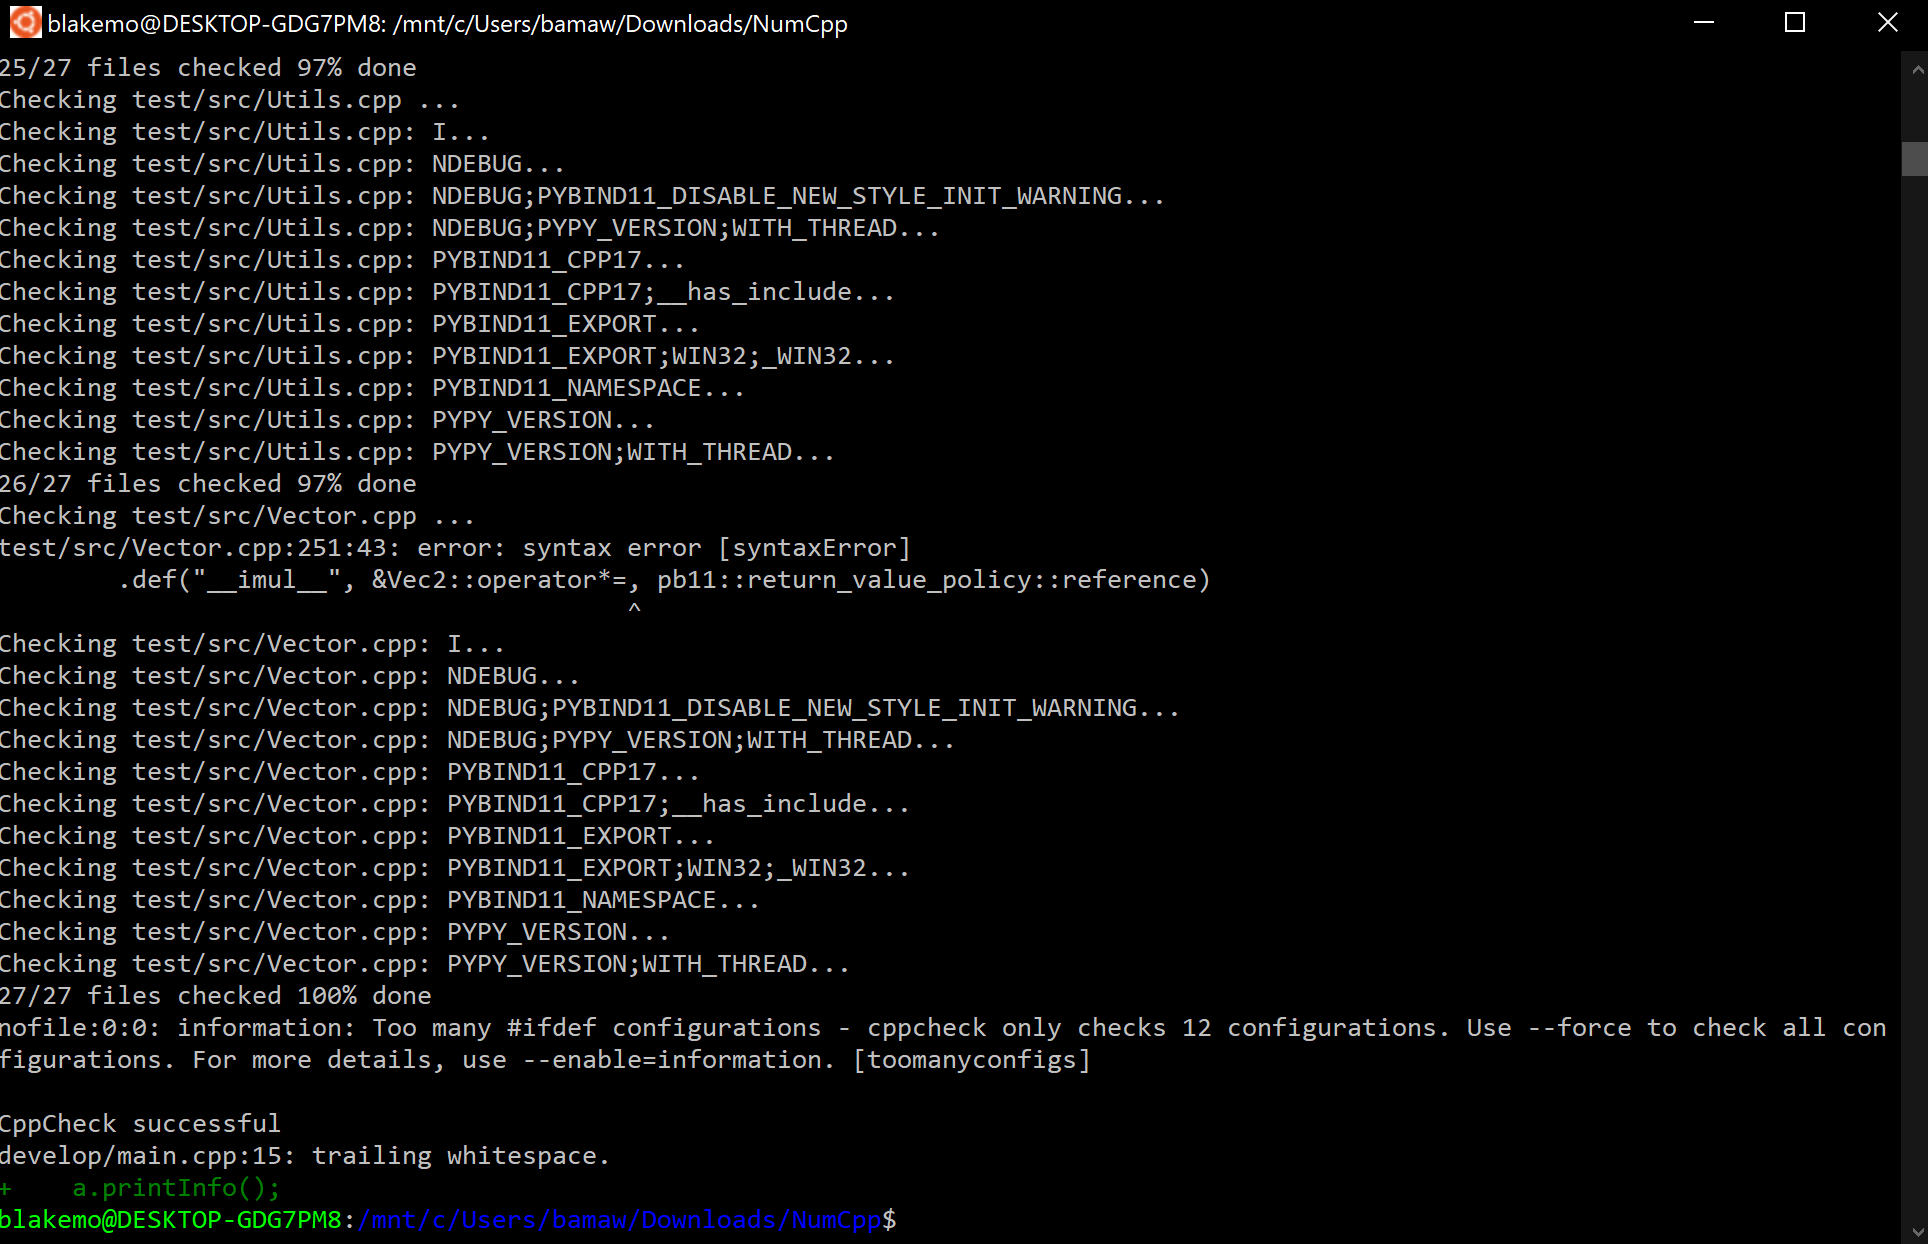 blakemo@DESKTOP-GDG7PM8: /mnt/c/Users/bamaw/Downloads/NumCpp
25/27 files checked 97% done
Checking test/src/Utils.cpp ...
Checking test/src/Utils.cpp: I...
Checking test/src/Utils.cpp: NDEBUG...
Checking test/src/Utils.cpp: NDEBUG;PYBIND11_DISABLE_NEW_STYLE_INIT_WARNING...
Checking test/src/Utils.cpp: NDEBUG;PYPY_VERSION;WITH_THREAD...
Checking test/src/Utils.cpp: PYBIND11_CPP17...
Checking test/src/Utils.cpp: PYBIND11_CPP17;__has_include...
Checking test/src/Utils.cpp: PYBIND11_EXPORT...
Checking test/src/Utils.cpp: PYBIND11_EXPORT;WIN32;_WIN32...
Checking test/src/Utils.cpp: PYBIND11_NAMESPACE...
Checking test/src/Utils.cpp: PYPY_VERSION...
Checking test/src/Utils.cpp: PYPY_VERSION;WITH_THREAD...
26/27 files checked 97% done
Checking test/src/Vector.cpp ...
test/src/Vector.cpp:251:43: error: syntax error [syntaxError]
        .def("__imul__", &Vec2::operator*=, pb11::return_value_policy::reference)
                                          ^
Checking test/src/Vector.cpp: I...
Checking test/src/Vector.cpp: NDEBUG...
Checking test/src/Vector.cpp: NDEBUG;PYBIND11_DISABLE_NEW_STYLE_INIT_WARNING...
Checking test/src/Vector.cpp: NDEBUG;PYPY_VERSION;WITH_THREAD...
Checking test/src/Vector.cpp: PYBIND11_CPP17...
Checking test/src/Vector.cpp: PYBIND11_CPP17;__has_include...
Checking test/src/Vector.cpp: PYBIND11_EXPORT...
Checking test/src/Vector.cpp: PYBIND11_EXPORT;WIN32;_WIN32...
Checking test/src/Vector.cpp: PYBIND11_NAMESPACE...
Checking test/src/Vector.cpp: PYPY_VERSION...
Checking test/src/Vector.cpp: PYPY_VERSION;WITH_THREAD...
27/27 files checked 100% done
nofile:0:0: information: Too many #ifdef configurations - cppcheck only checks 12 configurations. Use --force to check all con
figurations. For more details, use --enable=information. [toomanyconfigs]
CppCheck successful
develop/main.cpp:15: trailing whitespace.
+    a.printInfo();
blakemo@DESKTOP-GDG7PM8:/mnt/c/Users/bamaw/Downloads/NumCpp$